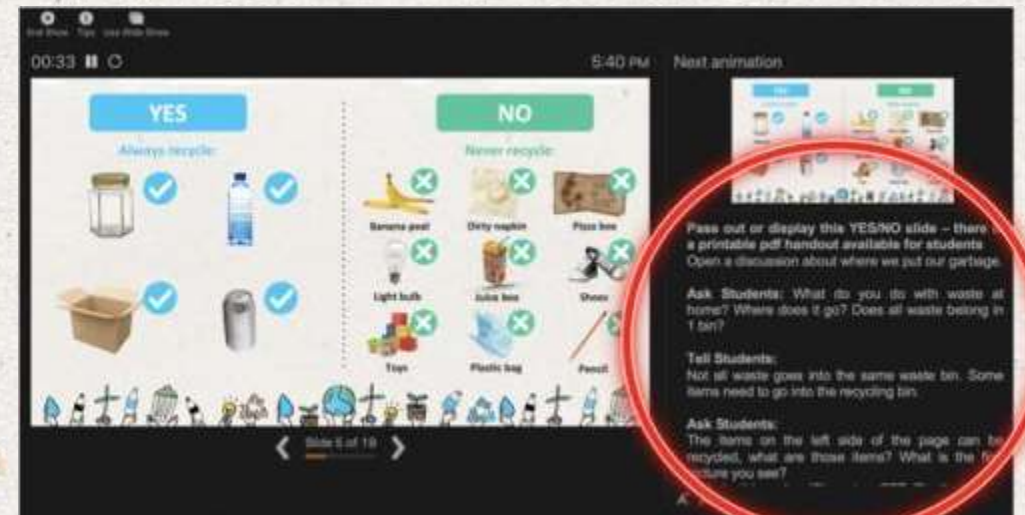 End Show Tips Use Slide Show
00:33
5:40 PM
Next animation
YES
NO
Always recycle:
Never recycle:
Banana peel
Dirty napkin
Pizza box
Light bulb
Juice box
Shoes
Toys
Plastic bag
Pencil
Slide 5 of 19
YES
NO
Pass out or display this YES/NO slide – there
a printable pdf handout available for students
Open a discussion about where we put our garbage.
Ask Students: What do you do with waste at
home? Where does it go? Does all waste belong in
1 bin?
Tell Students:
Not all waste goes into the same waste bin. Some
items need to go into the recycling bin.
Ask Students:
The items on the left side of the page can be
recycled, what are those items? What is the
picture you see?